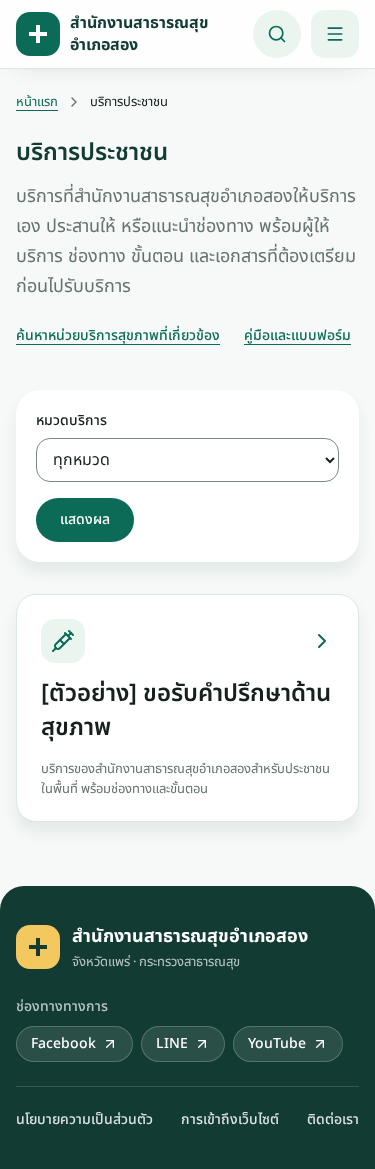 สำนักงานสาธารณสุข
อำเภอสอง
หน้าแรก
บริการประชาชน
บริการประชาชน
บริการที่สำนักงานสาธารณสุขอำเภอสองให้บริการ
เอง ประสานให้ หรือแนะนำช่องทาง พร้อมผู้ให้
บริการ ช่องทาง ขั้นตอน และเอกสารที่ต้องเตรียม
ก่อนไปรับบริการ
ค้นหาหน่วยบริการสุขภาพที่เกี่ยวข้อง
คู่มือและแบบฟอร์ม
หมวดบริการ
ทุกหมวด
แสดงผล
[ตัวอย่าง] ขอรับคำปรึกษาด้าน
สุขภาพ
บริการของสำนักงานสาธารณสุขอำเภอสองสำหรับประชาชน
ในพื้นที่ พร้อมช่องทางและขั้นตอน
สำนักงานสาธารณสุขอำเภอสอง
จังหวัดแพร่ · กระทรวงสาธารณสุข
ช่องทางทางการ
Facebook
LINE
YouTube
นโยบายความเป็นส่วนตัว
การเข้าถึงเว็บไซต์
ติดต่อเรา